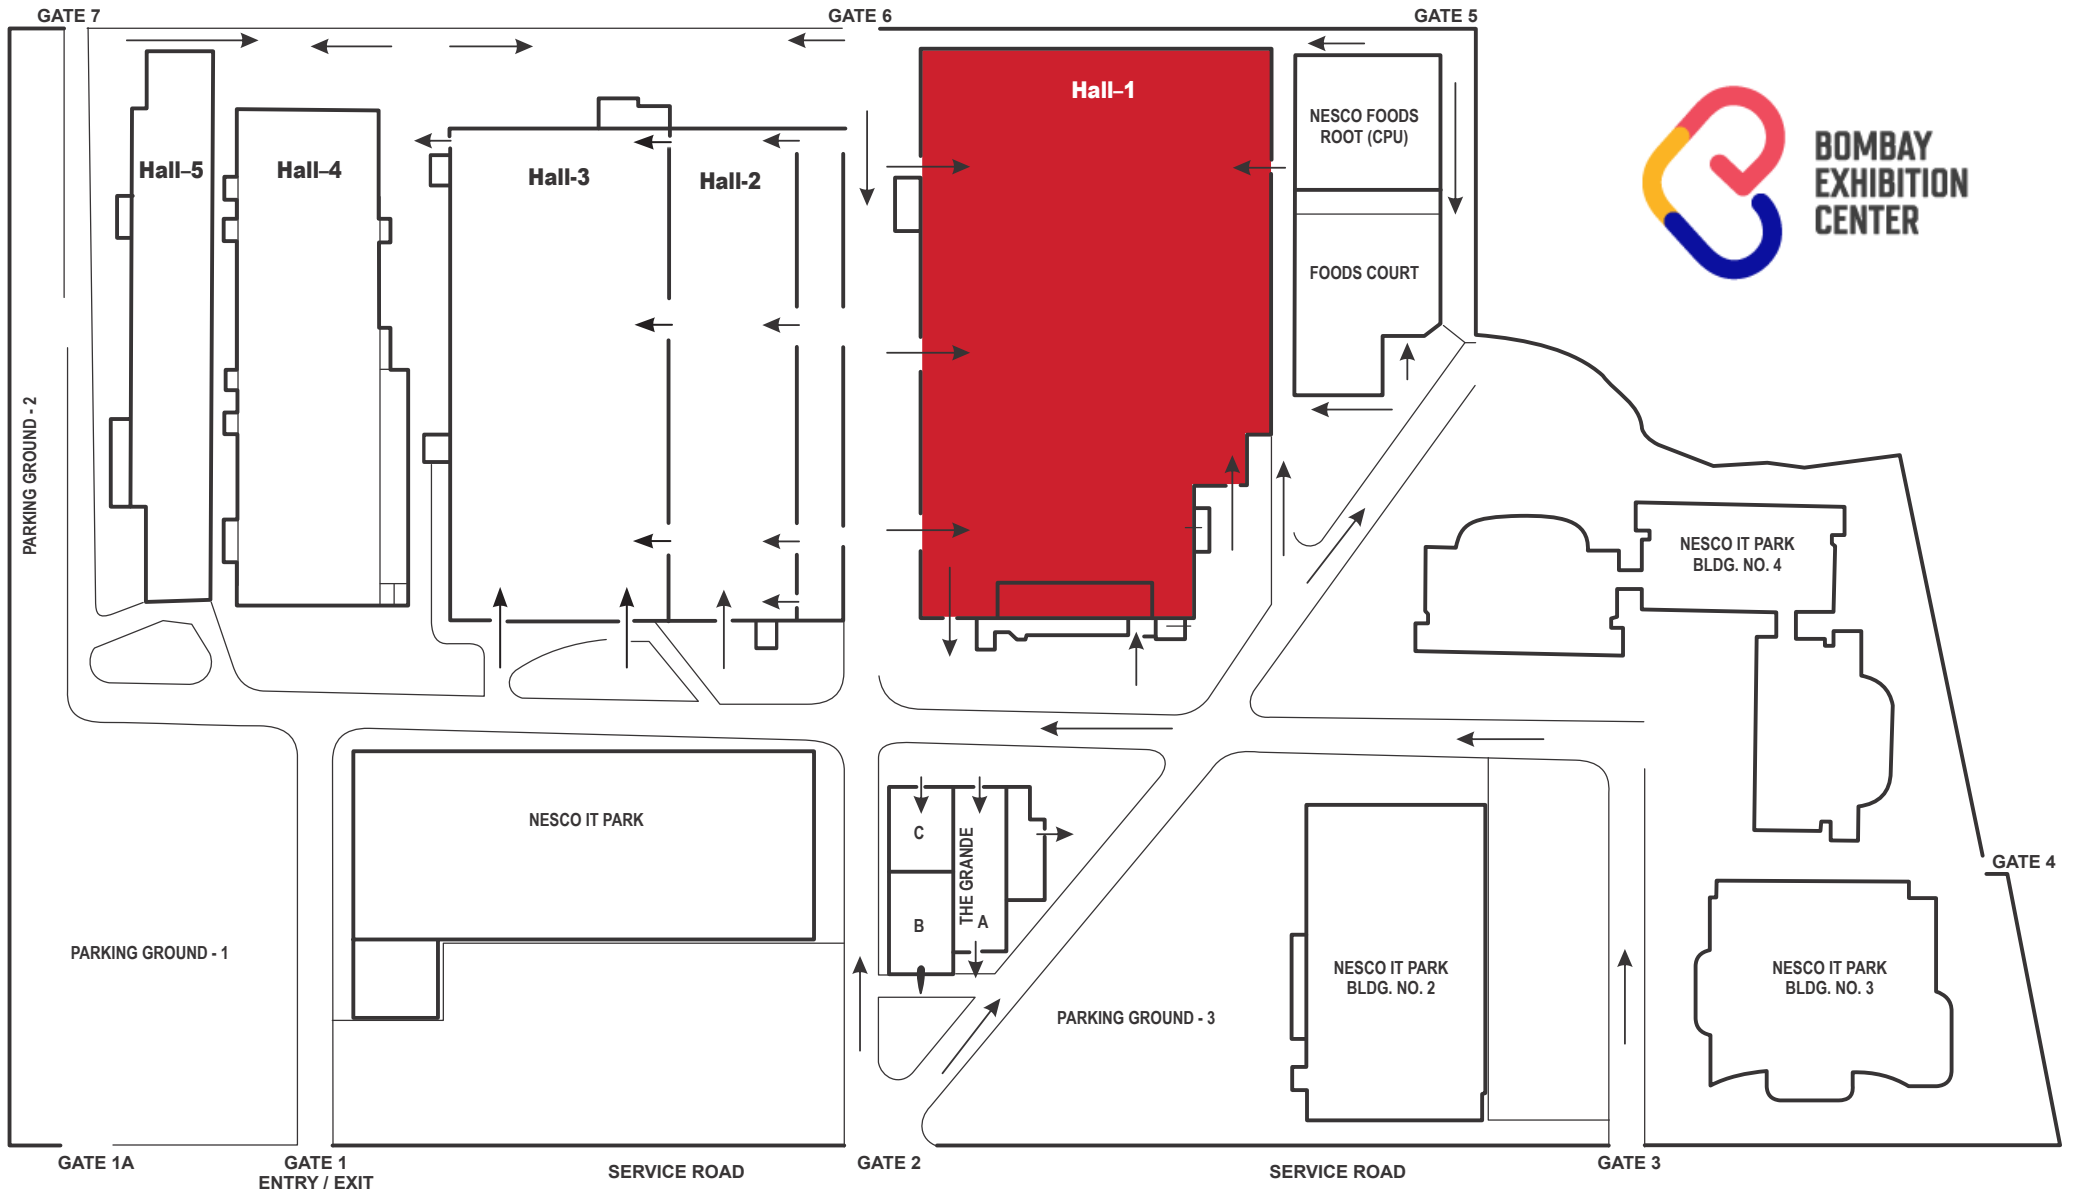 GATE 7
GATE 6
GATE 5
Hall–1
NESCO FOODS
ROOT (CPU)
BOMBAY
EXHIBITION
CENTER
Hall–5
Hall–4
Hall-3
Hall-2
FOODS COURT
PARKING GROUND - 2
NESCO IT PARK
BLDG. NO. 4
NESCO IT PARK
C
THE GRANDE
B
A
GATE 4
PARKING GROUND - 1
NESCO IT PARK
BLDG. NO. 2
NESCO IT PARK
BLDG. NO. 3
PARKING GROUND - 3
GATE 1A
GATE 1
ENTRY / EXIT
SERVICE ROAD
GATE 2
SERVICE ROAD
GATE 3